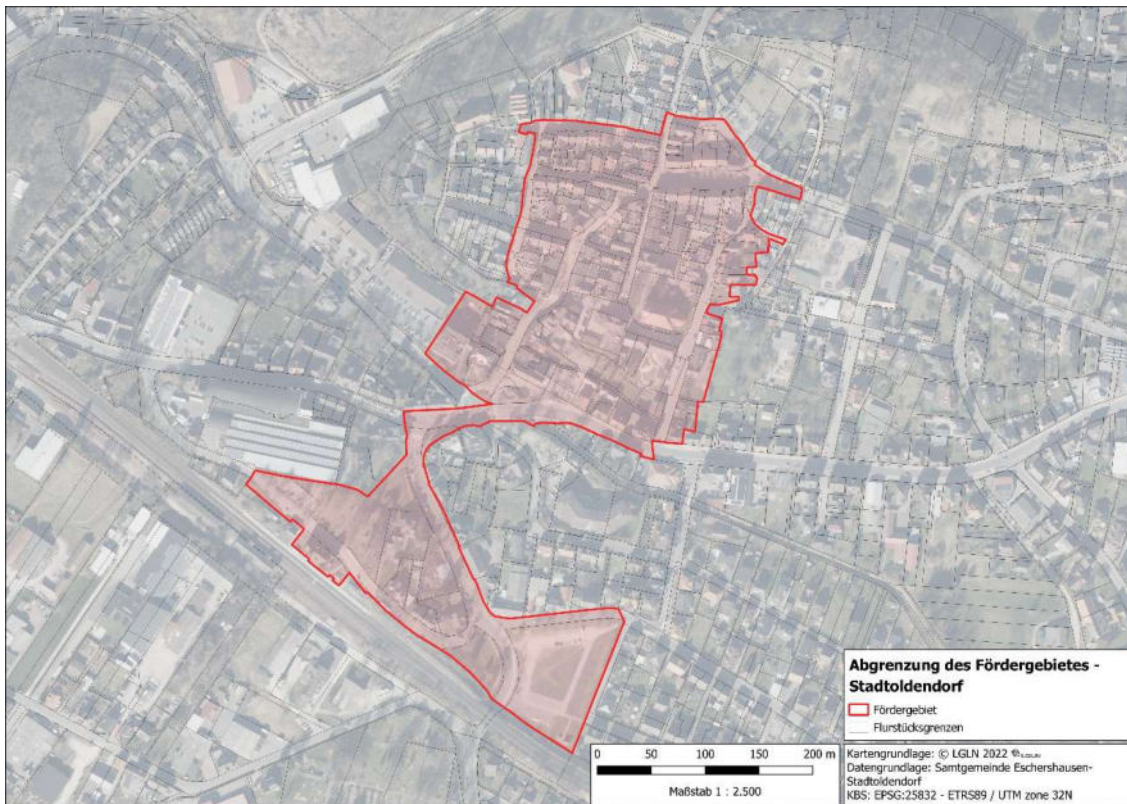 Abgrenzung des Fördergebietes -
Stadtoldendorf
Fördergebiet
Flurstücksgrenzen
0 50 100 150 200 m
Maßstab 1 : 2.500
Kartengrundlage: © LGLN 2022
Datengrundlage: Samtgemeinde Eschershausen-
Stadtoldendorf
KBS: EPSG:25832 - ETRS89 / UTM zone 32N